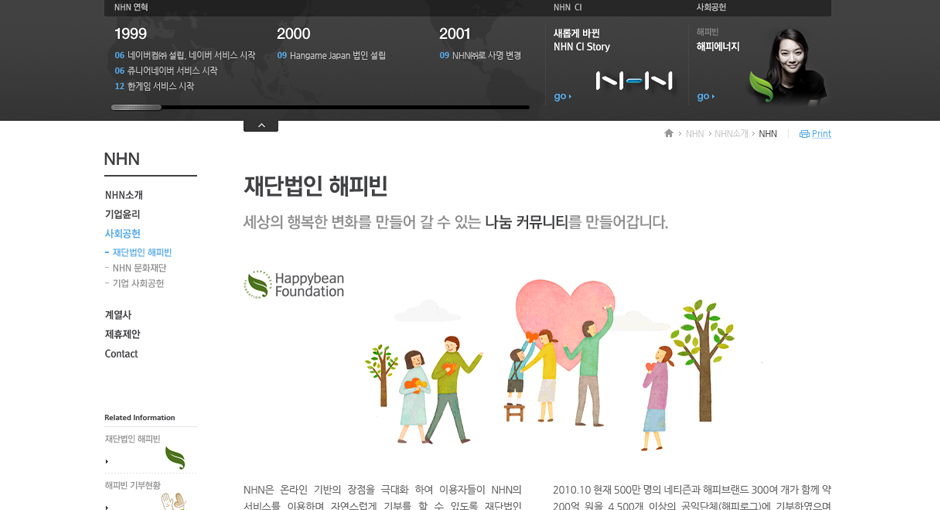 NHN 연혁
NHN CI
사회공헌
1999
2000
2001
06 네이버컴㈜ 설립, 네이버 서비스 시작
06 쥬니어네이버 서비스 시작
12 한게임 서비스 시작
09 Hangame Japan 법인 설립
09 NHN㈜로 사명 변경
새롭게 바뀐
NHN CI Story
NHN
go
해피빈
해피에너지
go
NHN
NHN소개
NHN
Print
NHN
NHN소개
기업윤리
사회공헌
재단법인 해피빈
NHN 문화재단
기업 사회공헌
계열사
제휴제안
Contact
Related Information
재단법인 해피빈
해피빈 기부현황
재단법인 해피빈
세상의 행복한 변화를 만들어 갈 수 있는 나눔 커뮤니티를 만들어갑니다.
Happybean
Foundation
NHN은 온라인 기반의 장점을 극대화 하여 이용자들이 NHN의
서비스를 이용하며 자연스럽게 기부를 할 수 있도록 재단법인
2010.10 현재 500만 명의 네티즌과 해피브랜드 300여 개가 함께 약
200억 원을 4,500개 이상의 공익단체(해피로그)에 기부하였으며